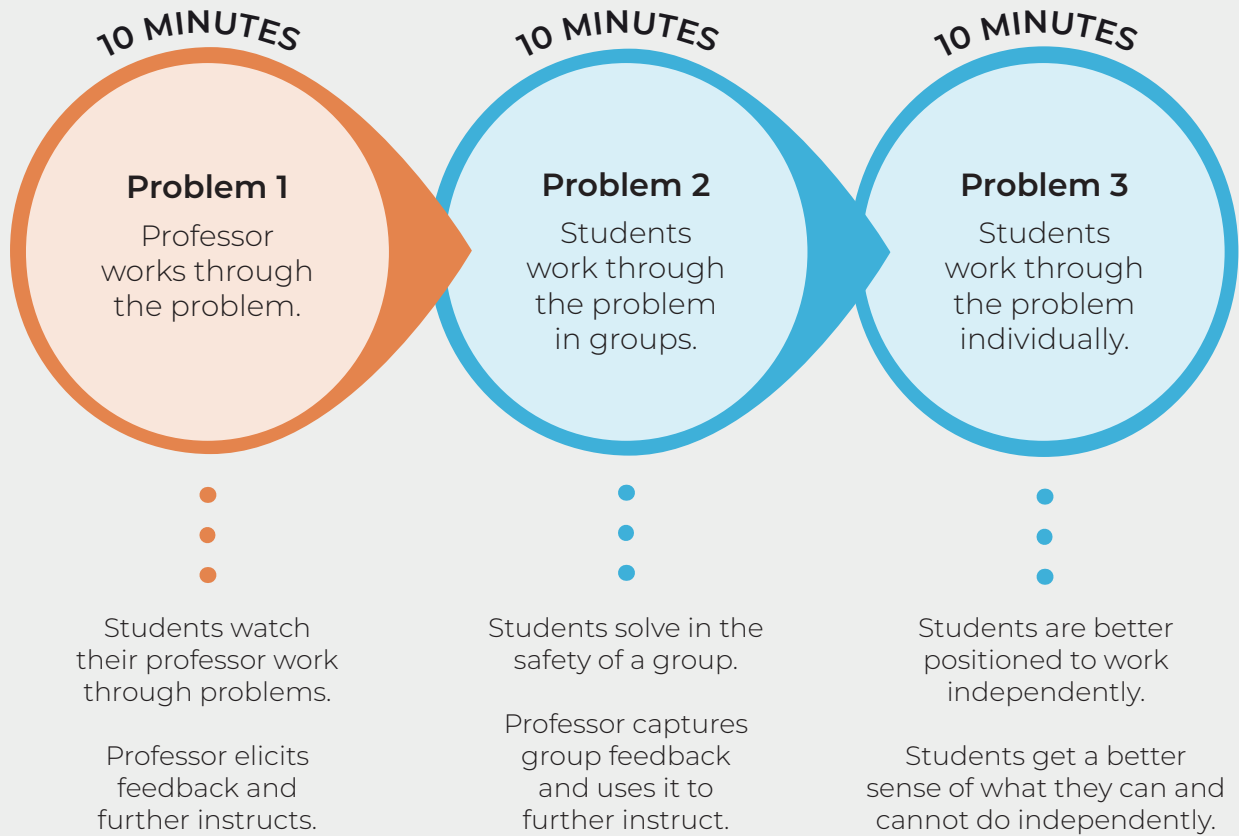 10 MINUTES
Problem 1
Professor
works through
the problem.
Students watch
their professor work
through problems.
Professor elicits
feedback and
further instructs.
10 MINUTES
Problem 2
Students
work through
the problem
in groups.
Students solve in the
safety of a group.
Professor captures
group feedback
and uses it to
further instruct.
10 MINUTES
Problem 3
Students
work through
the problem
individually.
Students are better
positioned to work
independently.
Students get a better
sense of what they can and
cannot do independently.